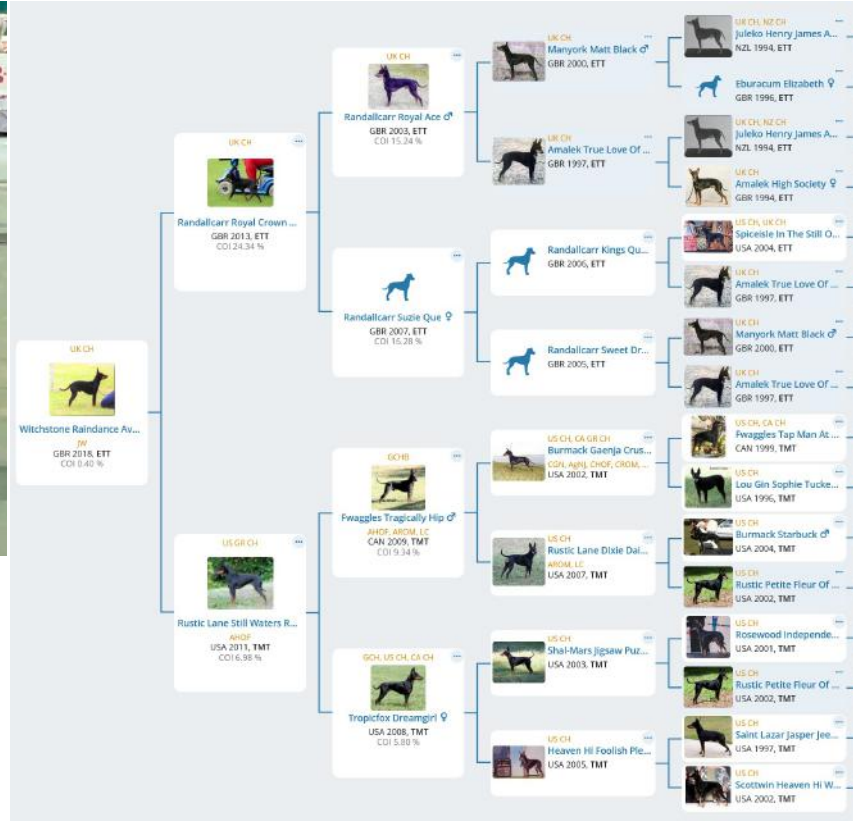 UK CH
Witchstone Raindance Av...
JW
GBR 2018, ETT
COI 0.40 %
UK CH
Randallcarr Royal Crown ...
GBR 2013, ETT
COI 24.34 %
US GR CH
Rustic Lane Still Waters R...
AHOF
USA 2011, TMT
COI 6.98 %
UK CH
Randallcarr Royal Ace ♂
GBR 2003, ETT
COI 15.24 %
Randallcarr Suzie Que ♀
GBR 2007, ETT
COI 16.28 %
GCHB
Fwaggles Tragically Hip ♂
AHOF, AROM, LC
CAN 2009, TMT
COI 9.34 %
GCH, US CH, CA CH
Tropicfox Dreamgirl ♀
USA 2008, TMT
COI 5.80 %
UK CH
Manyork Matt Black ♂
GBR 2000, ETT
UK CH
Amalek True Love Of ...
GBR 1997, ETT
Randallcarr Kings Qu...
GBR 2006, ETT
Randallcarr Sweet Dr...
GBR 2005, ETT
US CH, CA GR CH
Burmack Gaenja Crus...
CGN, AgNJ, CHOF, CROM, ...
USA 2002, TMT
US CH
Rustic Lane Dixie Dai...
AROM, LC
USA 2007, TMT
US CH
Shal-Mars Jigsaw Puz...
USA 2003, TMT
US CH
Heaven Hi Foolish Ple...
USA 2005, TMT
UK CH, NZ CH
Juleko Henry James A...
NZL 1994, ETT
Eburacum Elizabeth ♀
GBR 1996, ETT
UK CH, NZ CH
Juleko Henry James A...
NZL 1994, ETT
UK CH
Amalek High Society ♀
GBR 1994, ETT
US CH, UK CH
Spiceisle In The Still O...
USA 2004, ETT
UK CH
Amalek True Love Of ...
GBR 1997, ETT
UK CH
Manyork Matt Black ♂
GBR 2000, ETT
UK CH
Amalek True Love Of ...
GBR 1997, ETT
US CH, CA CH
Fwaggles Tap Man At ...
CAN 1999, TMT
US CH
Lou Gin Sophie Tucke...
USA 1996, TMT
US CH
Burmack Starbuck ♂
USA 2004, TMT
US CH
Rustic Petite Fleur Of ...
USA 2002, TMT
US CH
Rosewood Independe...
USA 2001, TMT
US CH
Rustic Petite Fleur Of ...
USA 2002, TMT
US CH
Saint Lazar Jasper Jee...
USA 1997, TMT
US CH
Scottwin Heaven Hi W...
USA 2002, TMT